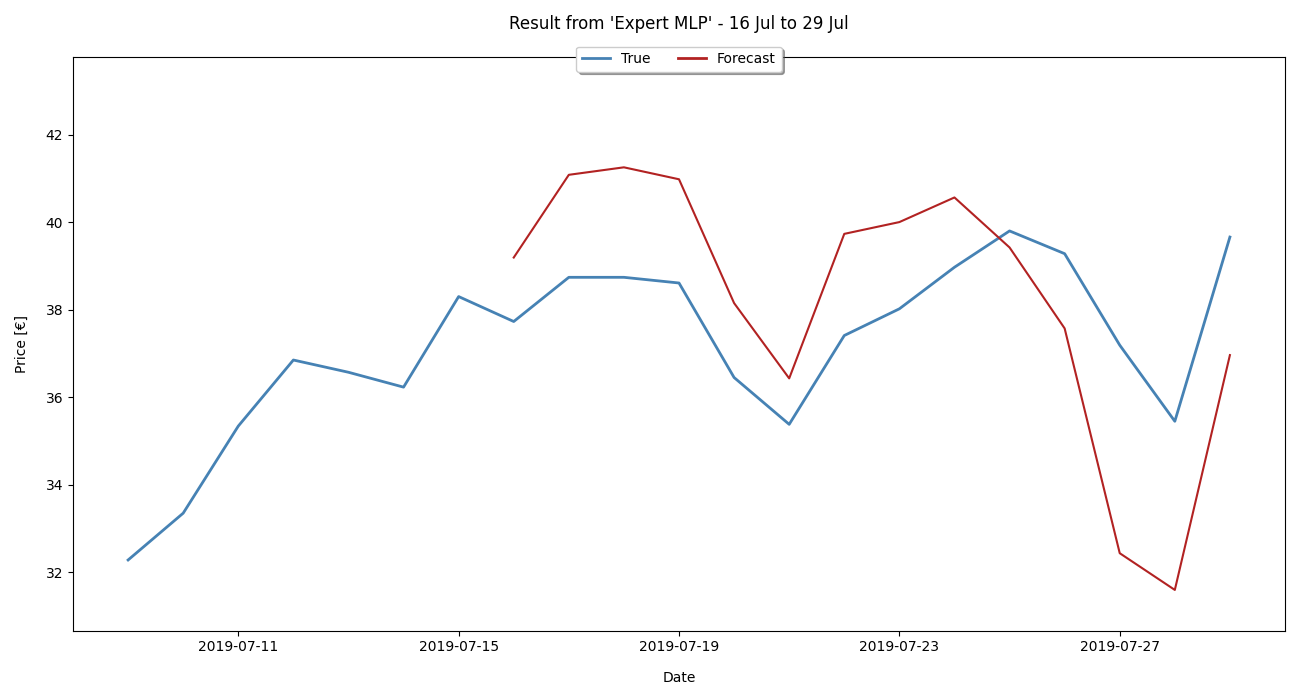 Result from 'Expert MLP' - 16 Jul to 29 Jul
True Forecast
Price [€]
42
40
38
36
34
32
2019-07-11 2019-07-15 2019-07-19 2019-07-23 2019-07-27
Date